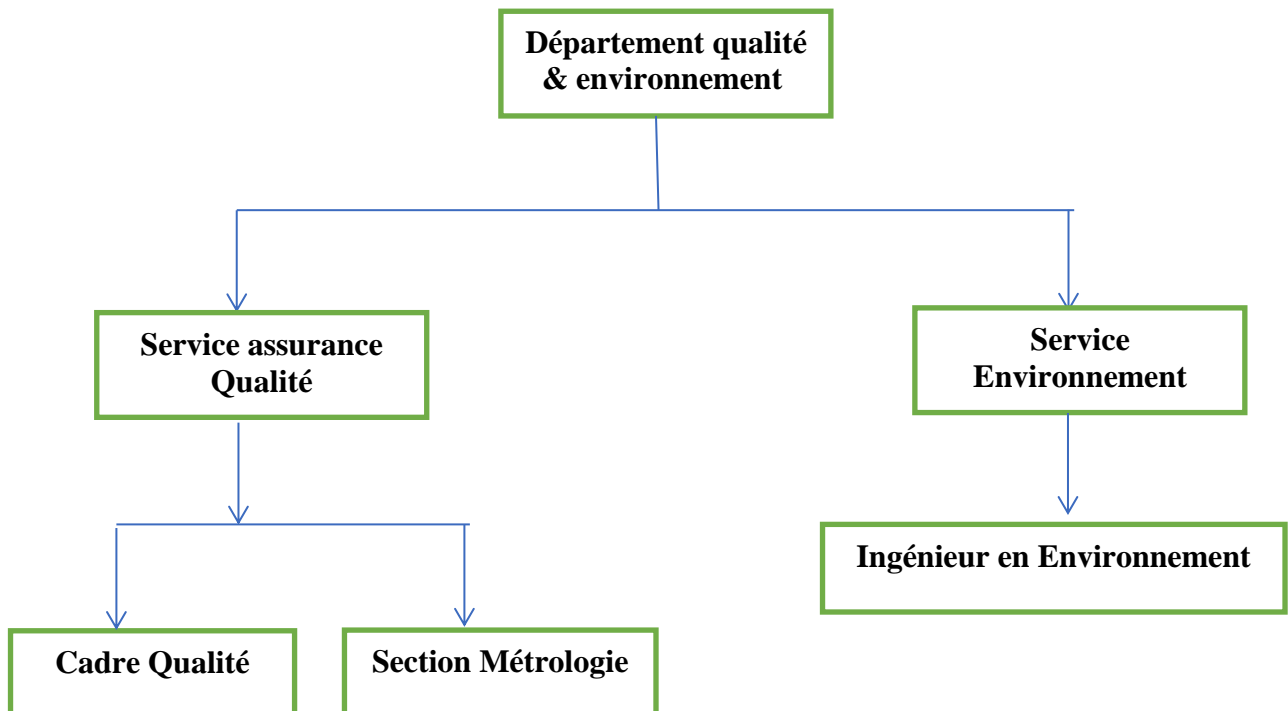 Département qualité
& environnement
Service assurance
Qualité
Service
Environnement
Ingénieur en Environnement
Cadre Qualité
Section Métrologie